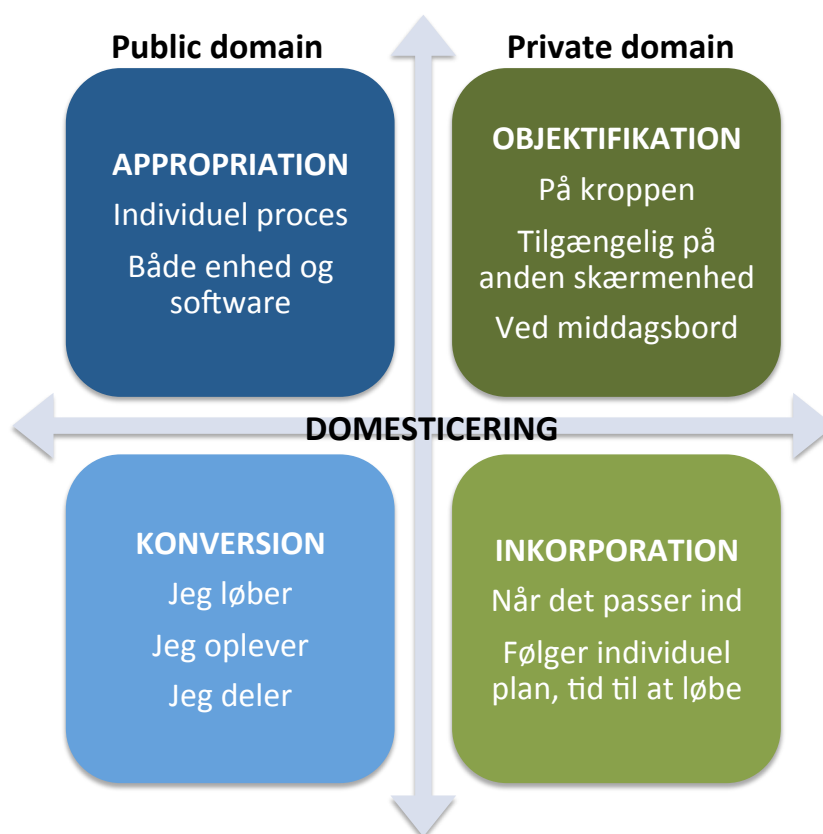 Public domain
Private domain
APPROPRIATION
Individuel proces
Både enhed og
software
OBJEKTIFIKATION
På kroppen
Tilgængelig på
anden skærmenhed
Ved middagsbord
DOMESTICERING
KONVERSION
Jeg løber
Jeg oplever
Jeg deler
INKORPORATION
Når det passer ind
Følger individuel
plan, tid til at løbe